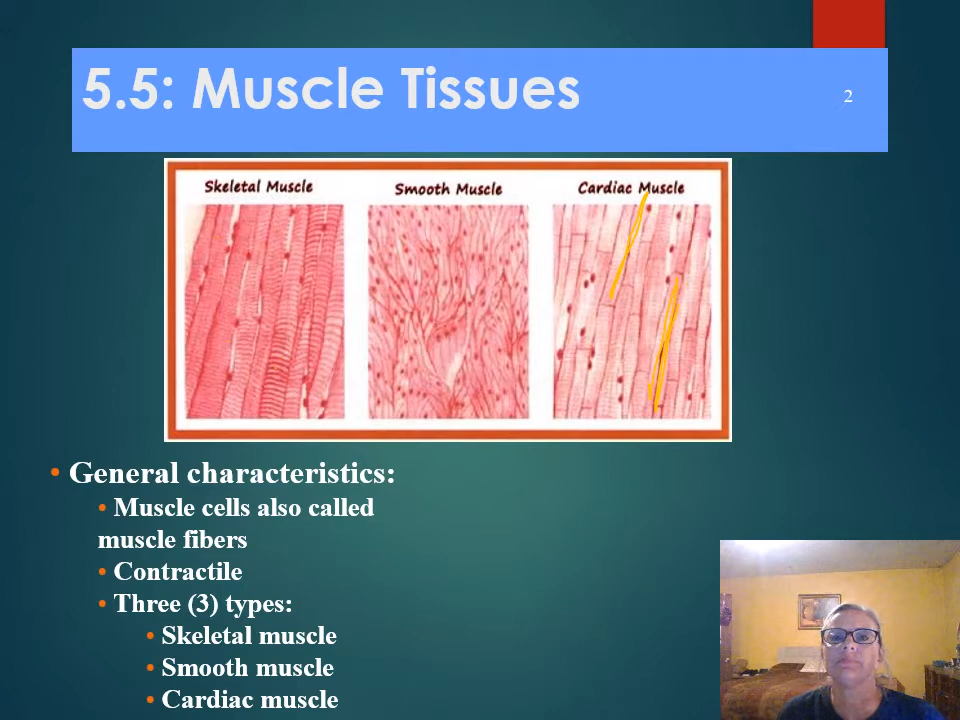 5.5: Muscle Tissues
2
Skeletal Muscle
Smooth Muscle
Cardiac Muscle
• General characteristics:
• Muscle cells also called
muscle fibers
• Contractile
• Three (3) types:
• Skeletal muscle
• Smooth muscle
• Cardiac muscle